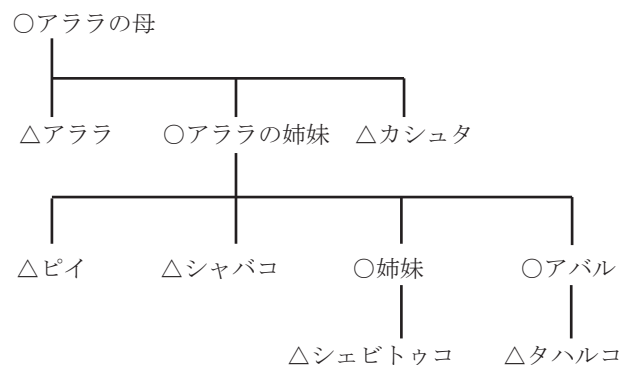 ○アララの母
△アララ ○アララの姉妹 △カシュタ
△ピイ △シャバコ ○姉妹 ○アバル
△シェビトゥコ △タハルコ